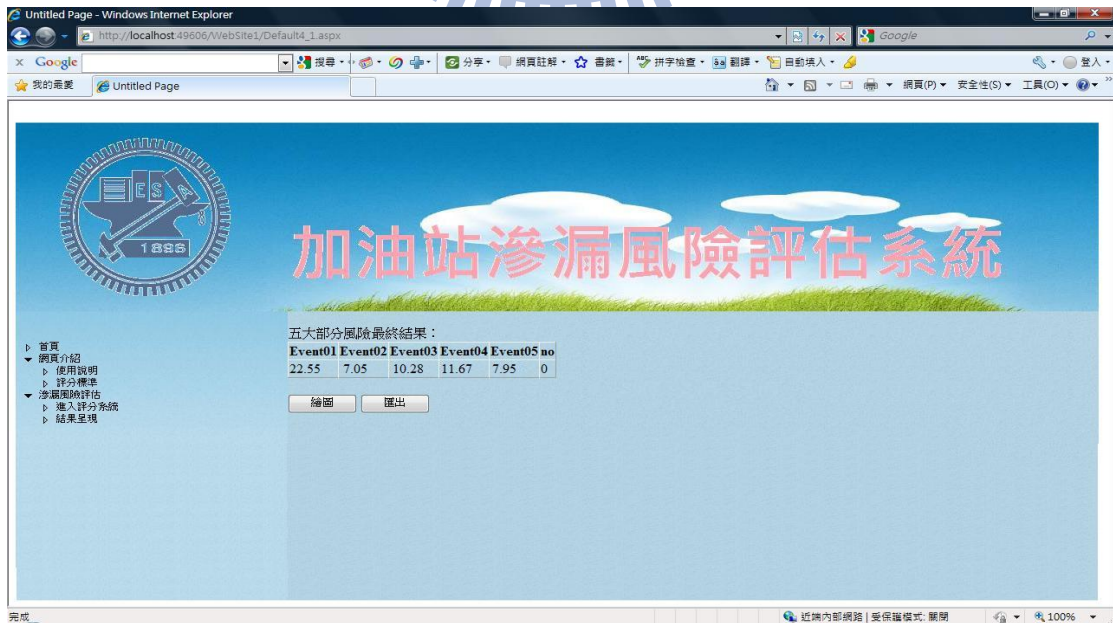 Untitled Page - Windows Internet Explorer
http://localhost:49606/WebSite1/Default4_1.aspx
Google
x Google 搜尋 分享 網頁註解 書籤 拼字檢查 翻譯 自動填入 登入
我的最愛 Untitled Page 網頁(P) 安全性(S) 工具(O)
ESA
1896
加油站滲漏風險評估系統
首頁
網頁介紹
使用說明
評分標準
滲漏風險評估
進入評分系統
結果呈現
五大部分風險最終結果：
Event01 Event02 Event03 Event04 Event05 no
22.55 7.05 10.28 11.67 7.95 0
繪圖 匯出
完成 近端內部網路 | 受保護模式: 關閉 100%